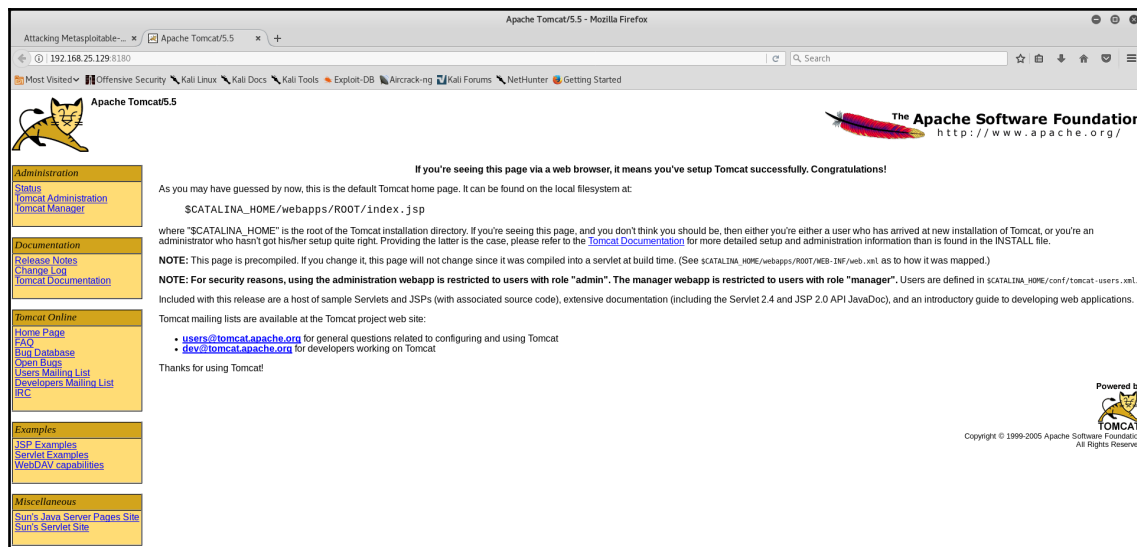 Apache Tomcat/5.5 - Mozilla Firefox
Attacking Metasploitable-... × Apache Tomcat/5.5 × +
192.168.25.129:8180 Search
Most Visited Offensive Security Kali Linux Kali Docs Kali Tools Exploit-DB Aircrack-ng Kali Forums NetHunter Getting Started
Apache Tomcat/5.5
The Apache Software Foundation
http://www.apache.org/
Administration
Status
Tomcat Administration
Tomcat Manager
Documentation
Release Notes
Change Log
Tomcat Documentation
Tomcat Online
Home Page
FAQ
Bug Database
Open Bugs
Users Mailing List
Developers Mailing List
IRC
Examples
JSP Examples
Servlet Examples
WebDAV capabilities
Miscellaneous
Sun's Java Server Pages Site
Sun's Servlet Site
If you're seeing this page via a web browser, it means you've setup Tomcat successfully. Congratulations!
As you may have guessed by now, this is the default Tomcat home page. It can be found on the local filesystem at:
$CATALINA_HOME/webapps/ROOT/index.jsp
where "$CATALINA_HOME" is the root of the Tomcat installation directory. If you're seeing this page, and you don't think you should be, then either you're either a user who has arrived at new installation of Tomcat, or you're an
administrator who hasn't got his/her setup quite right. Providing the latter is the case, please refer to the Tomcat Documentation for more detailed setup and administration information than is found in the INSTALL file.
NOTE: This page is precompiled. If you change it, this page will not change since it was compiled into a servlet at build time. (See $CATALINA_HOME/webapps/ROOT/WEB-INF/web.xml as to how it was mapped.)
NOTE: For security reasons, using the administration webapp is restricted to users with role "admin". The manager webapp is restricted to users with role "manager". Users are defined in $CATALINA_HOME/conf/tomcat-users.xml.
Included with this release are a host of sample Servlets and JSPs (with associated source code), extensive documentation (including the Servlet 2.4 and JSP 2.0 API JavaDoc), and an introductory guide to developing web applications.
Tomcat mailing lists are available at the Tomcat project web site:
• users@tomcat.apache.org for general questions related to configuring and using Tomcat
• dev@tomcat.apache.org for developers working on Tomcat
Thanks for using Tomcat!
Powered b
TOMCAT
Copyright © 1999-2005 Apache Software Foundatio
All Rights Reserve